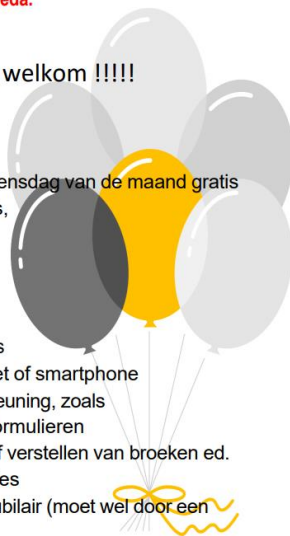 eda.
welkom !!!!!
ensdag van de maand gratis
s,
s
et of smartphone
euning, zoals
ormulieren
f verstellen van broeken ed.
es
ubilair (moet wel door een